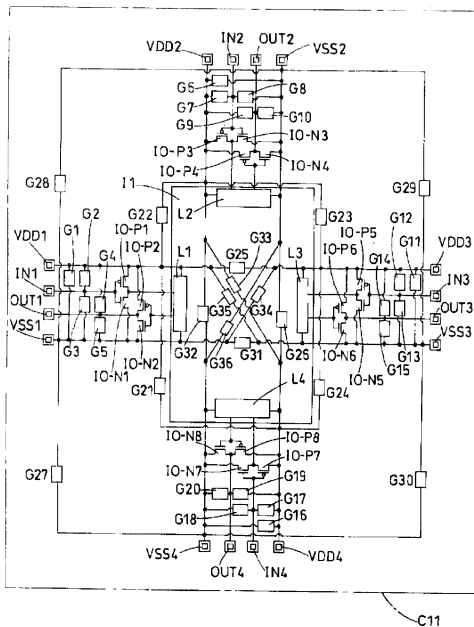 VDD2 IN2 OUT2 VSS2
G6
G7 G8
G9 G10
IO-P3 IO-N3
IO-P4 IO-N4
G28 I1 L2 G29
G22 G23
VDD1 G1 G2 G4 IO-P1 IO-P2 L1 G25 G33 L3 IO-P6 IO-P5 G14 G12 G11 VDD3
IN1 IN3
OUT1 G35 G34 OUT3
VSS1 G3 G5 IO-N1 IO-N2 G32 G36 G31 G26 IO-N6 IO-N5 G15 G13 VSS3
G21 G24
L4
IO-N8 IO-P8
G27 IO-N7 IO-P7 G30
G20 G19
G18 G17
G16
VSS4 OUT4 IN4 VDD4
C11